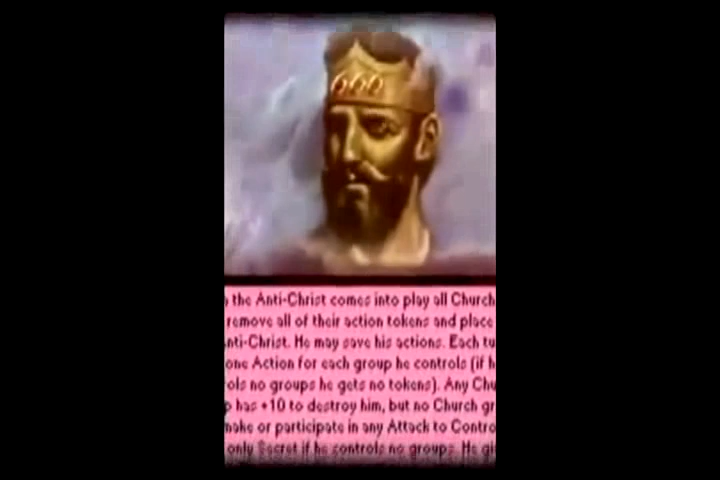 666
the Anti-Christ comes into play all Church
remove all of their action tokens and place
nti-Christ. He may save his actions. Each tu
one Action for each group he controls (if h
ols no groups he gets no tokens). Any Chu
p has +10 to destroy him, but no Church gr
make or participate in any Attack to Contro
only Secret if he controls no groups. He gi